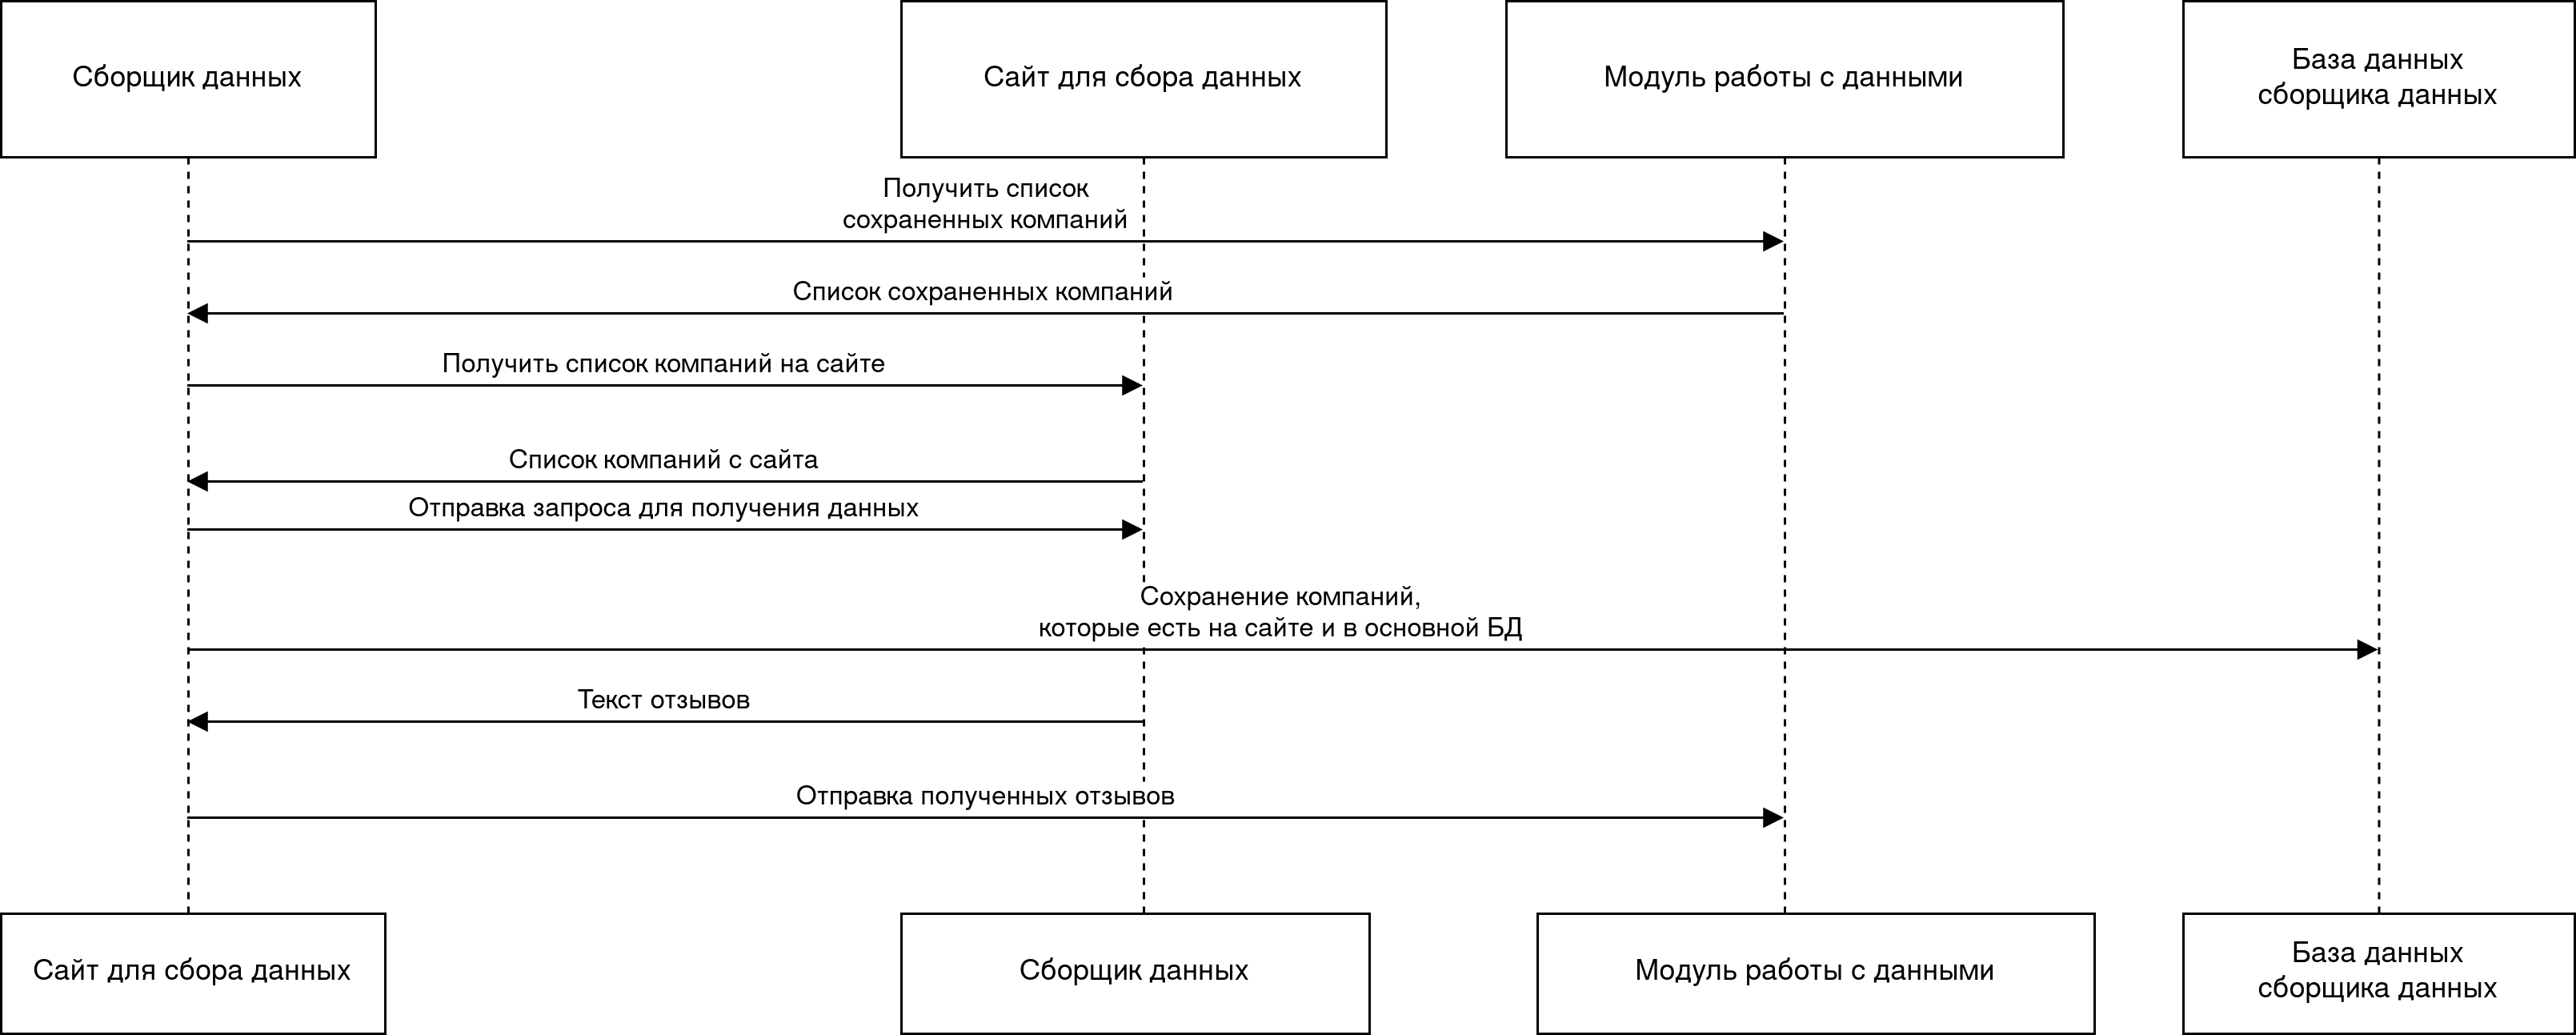 Сборщик данных
Сайт для сбора данных
Модуль работы с данными
База данных
сборщика данных
Получить список
сохраненных компаний
Список сохраненных компаний
Получить список компаний на сайте
Список компаний с сайта
Отправка запроса для получения данных
Сохранение компаний,
которые есть на сайте и в основной БД
Текст отзывов
Отправка полученных отзывов
Сайт для сбора данных
Сборщик данных
Модуль работы с данными
База данных
сборщика данных